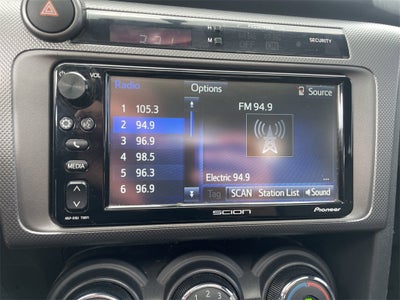 H
M
SECURITY
VOL
Radio
Options
Source
1 105.3
2 94.9
3 96.9
4 98.5
5 96.3
6 96.9
FM 94.9
Electric 94.9
...
Tag
SCAN
Station List
Sound
MEDIA
SCION
Pioneer